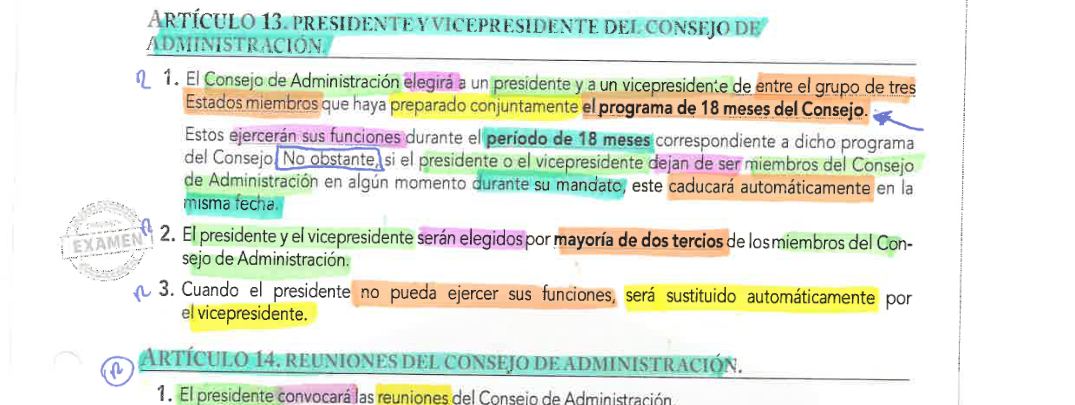 ARTÍCULO 13. PRESIDENTE Y VICEPRESIDENTE DEL CONSEJO DE
ADMINISTRACIÓN.
1. El Consejo de Administración elegirá a un presidente y a un vicepresidente de entre el grupo de tres
Estados miembros que haya preparado conjuntamente el programa de 18 meses del Consejo.
Estos ejercerán sus funciones durante el período de 18 meses correspondiente a dicho programa
del Consejo. No obstante, si el presidente o el vicepresidente dejan de ser miembros del Consejo
de Administración en algún momento durante su mandato, este caducará automáticamente en la
misma fecha.
EXAMEN
2. El presidente y el vicepresidente serán elegidos por mayoría de dos tercios de los miembros del Con-
sejo de Administración.
3. Cuando el presidente no pueda ejercer sus funciones, será sustituido automáticamente por
el vicepresidente.
ARTÍCULO 14. REUNIONES DEL CONSEJO DE ADMINISTRACIÓN.
1. El presidente convocará las reuniones del Consejo de Administración.